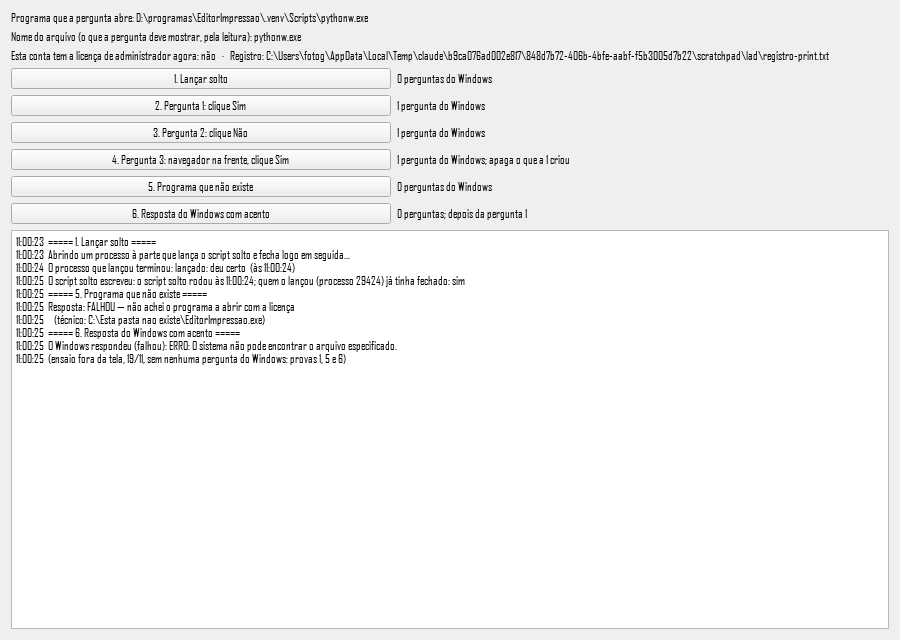 Programa que a pergunta abre: D:\programas\EditorImpressao\.venv\Scripts\pythonw.exe
Nome do arquivo (o que a pergunta deve mostrar, pela leitura): pythonw.exe
Esta conta tem a licença de administrador agora: não · Registro: C:\Users\fotog\AppData\Local\Temp\claude\b9ca076ad002e817\848d7b72-406b-4bfe-aabf-f5b3005d7b22\scratchpad\lad\registro-print.txt
1. Lançar solto 0 perguntas do Windows
2. Pergunta 1: clique Sim 1 pergunta do Windows
3. Pergunta 2: clique Não 1 pergunta do Windows
4. Pergunta 3: navegador na frente, clique Sim 1 pergunta do Windows; apaga o que a 1 criou
5. Programa que não existe 0 perguntas do Windows
6. Resposta do Windows com acento 0 perguntas; depois da pergunta 1
11:00:23 ===== 1. Lançar solto =====
11:00:23 Abrindo um processo à parte que lança o script solto e fecha logo em seguida...
11:00:24 O processo que lançou terminou: lançado: deu certo (às 11:00:24)
11:00:25 O script solto escreveu: o script solto rodou às 11:00:24; quem o lançou (processo 29424) já tinha fechado: sim
11:00:25 ===== 5. Programa que não existe =====
11:00:25 Resposta: FALHOU — não achei o programa a abrir com a licença
11:00:25 (técnico: C:\Esta pasta nao existe\EditorImpressao.exe)
11:00:25 ===== 6. Resposta do Windows com acento =====
11:00:25 O Windows respondeu (falhou): ERRO: O sistema não pode encontrar o arquivo especificado.
11:00:25 (ensaio fora da tela, 19/11, sem nenhuma pergunta do Windows: provas 1, 5 e 6)